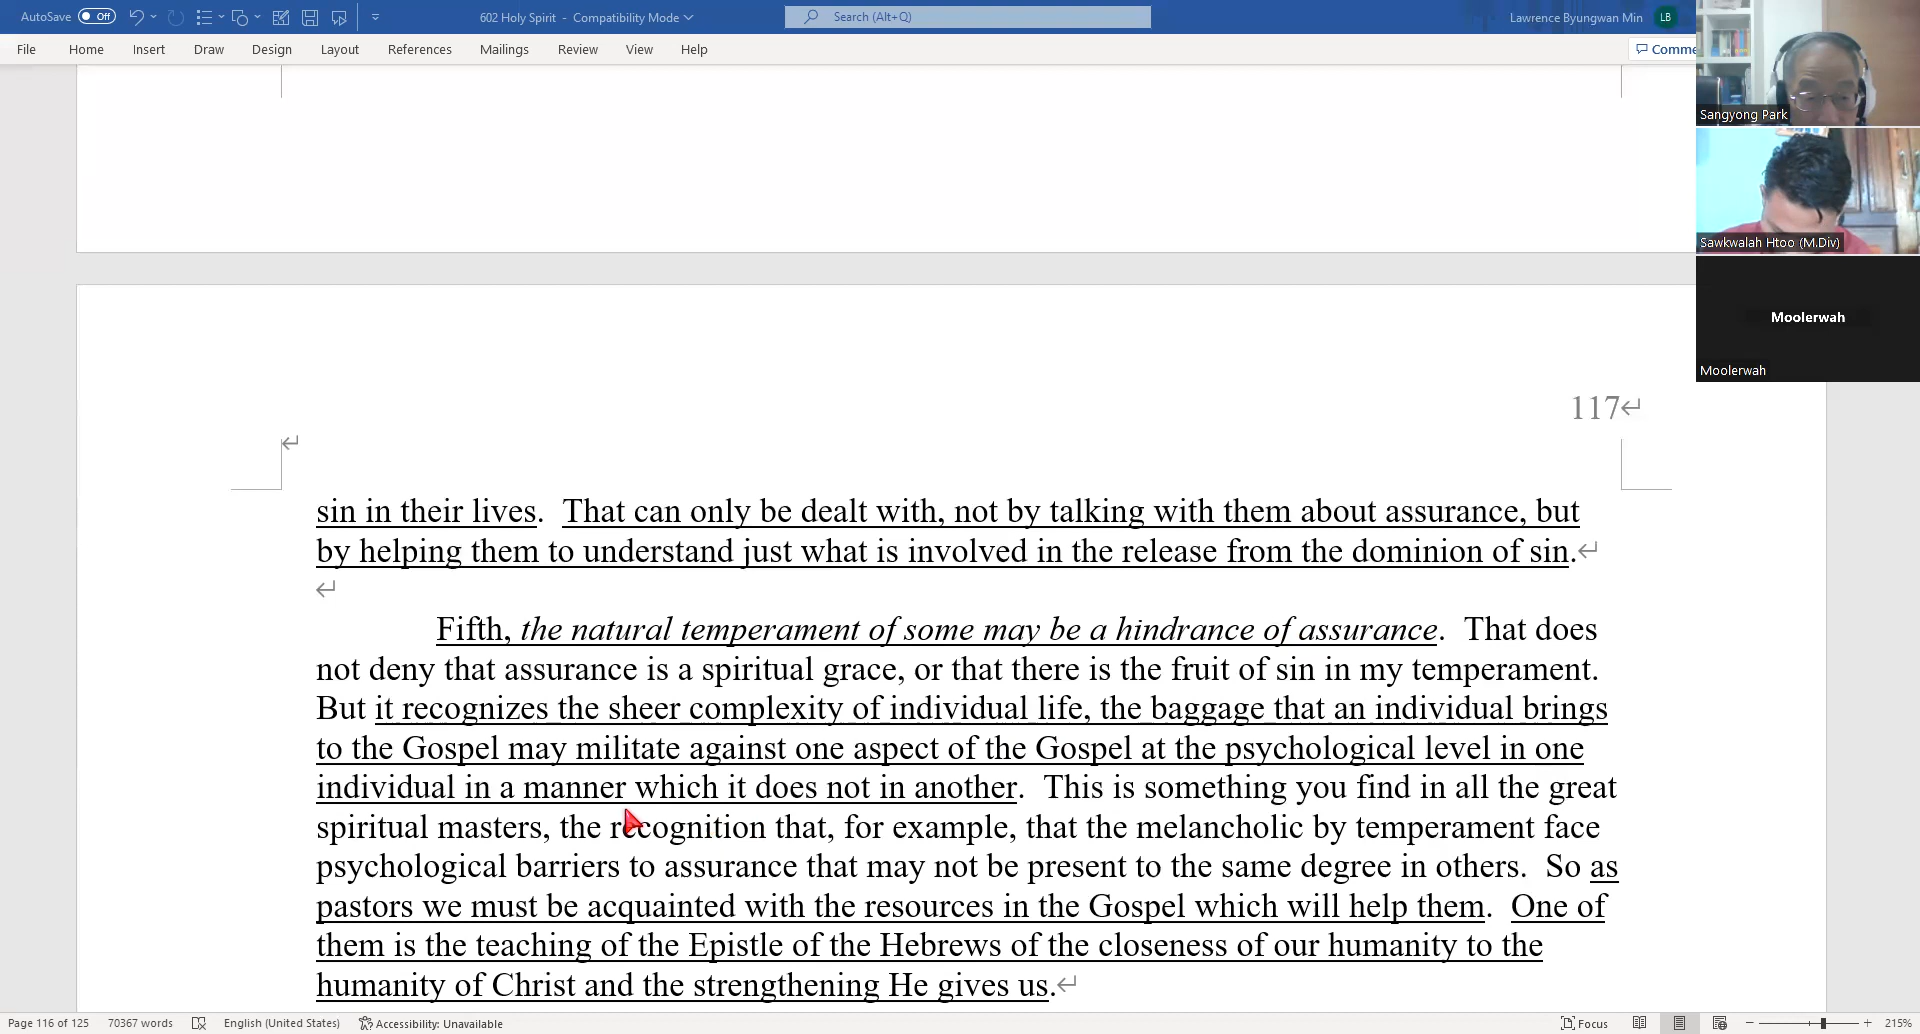 AutoSave Off 602 Holy Spirit - Compatibility Mode Search (Alt+Q) Lawrence Byungwan Min LB
File Home Insert Draw Design Layout References Mailings Review View Help Comme
Sangyong Park
Sawkwalah Htoo (M.Div)
Moolerwah
Moolerwah
117
sin in their lives. That can only be dealt with, not by talking with them about assurance, but
by helping them to understand just what is involved in the release from the dominion of sin.
Fifth, the natural temperament of some may be a hindrance of assurance. That does
not deny that assurance is a spiritual grace, or that there is the fruit of sin in my temperament.
But it recognizes the sheer complexity of individual life, the baggage that an individual brings
to the Gospel may militate against one aspect of the Gospel at the psychological level in one
individual in a manner which it does not in another. This is something you find in all the great
spiritual masters, the recognition that, for example, that the melancholic by temperament face
psychological barriers to assurance that may not be present to the same degree in others. So as
pastors we must be acquainted with the resources in the Gospel which will help them. One of
them is the teaching of the Epistle of the Hebrews of the closeness of our humanity to the
humanity of Christ and the strengthening He gives us.
Page 116 of 125 70367 words English (United States) Accessibility: Unavailable Focus 215%